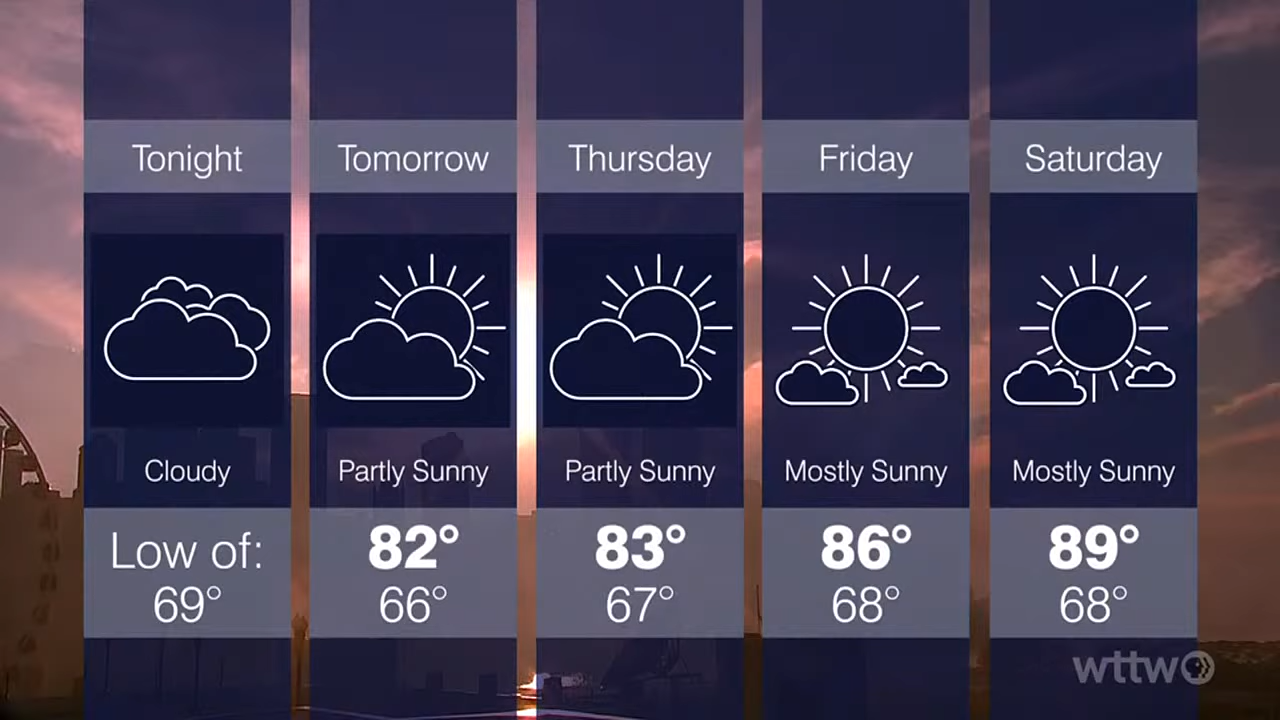 Tonight
Cloudy
Low of:
69°
Tomorrow
Partly Sunny
82°
66°
Thursday
Partly Sunny
83°
67°
Friday
Mostly Sunny
86°
68°
Saturday
Mostly Sunny
89°
68°
wttw